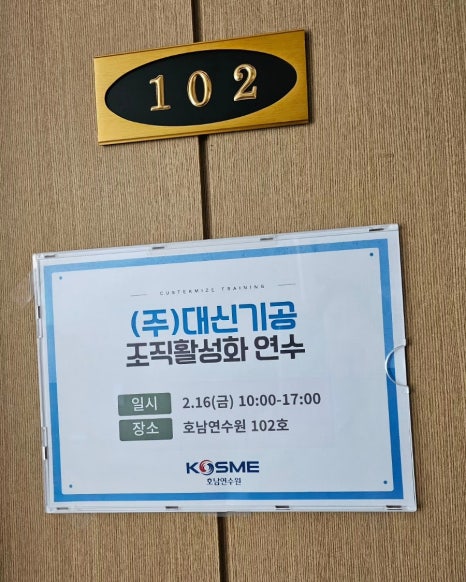 102
CUSTERMIZE TRAINING
(주)대신기공
조직활성화 연수
일시 2.16(금) 10:00-17:00
장소 호남연수원 102호
KOSME
호남연수원